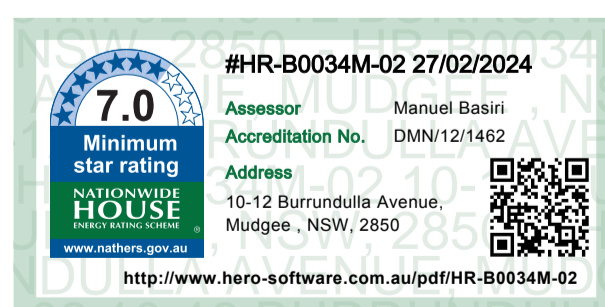 #HR-B0034M-02 27/02/2024
7.0
Minimum
star rating
NATIONWIDE
HOUSE
ENERGY RATING SCHEME ®
www.nathers.gov.au
Assessor Manuel Basiri
Accreditation No. DMN/12/1462
Address
10-12 Burrundulla Avenue,
Mudgee , NSW, 2850
http://www.hero-software.com.au/pdf/HR-B0034M-02